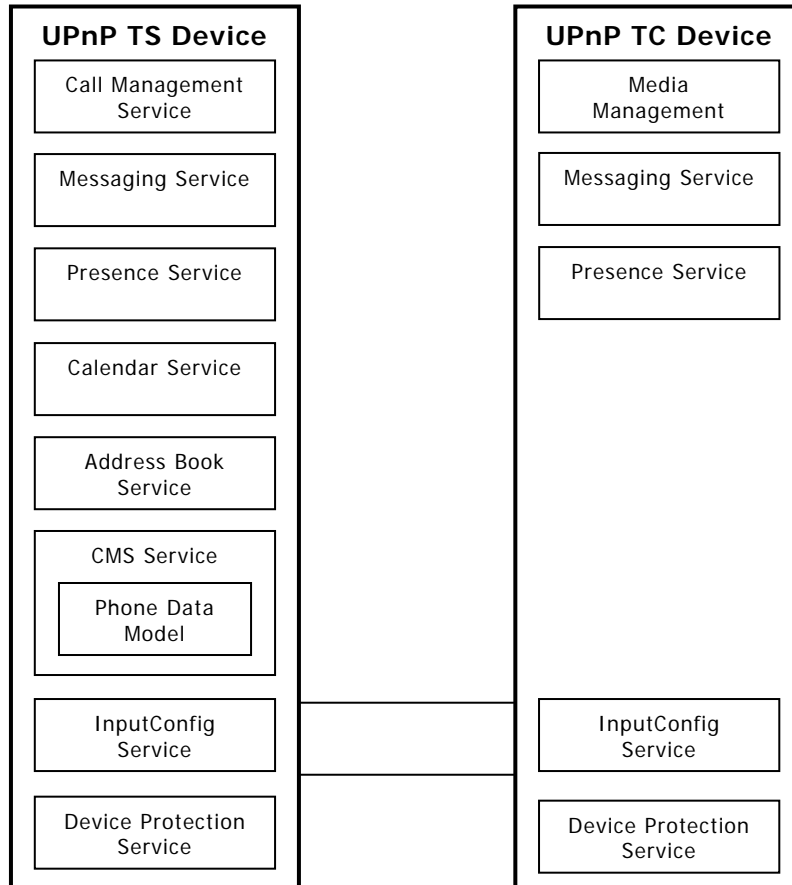 UPnP TS Device
Call Management
Service
Messaging Service
Presence Service
Calendar Service
Address Book
Service
CMS Service
Phone Data
Model
InputConfig
Service
Device Protection
Service
UPnP TC Device
Media
Management
Messaging Service
Presence Service
InputConfig
Service
Device Protection
Service